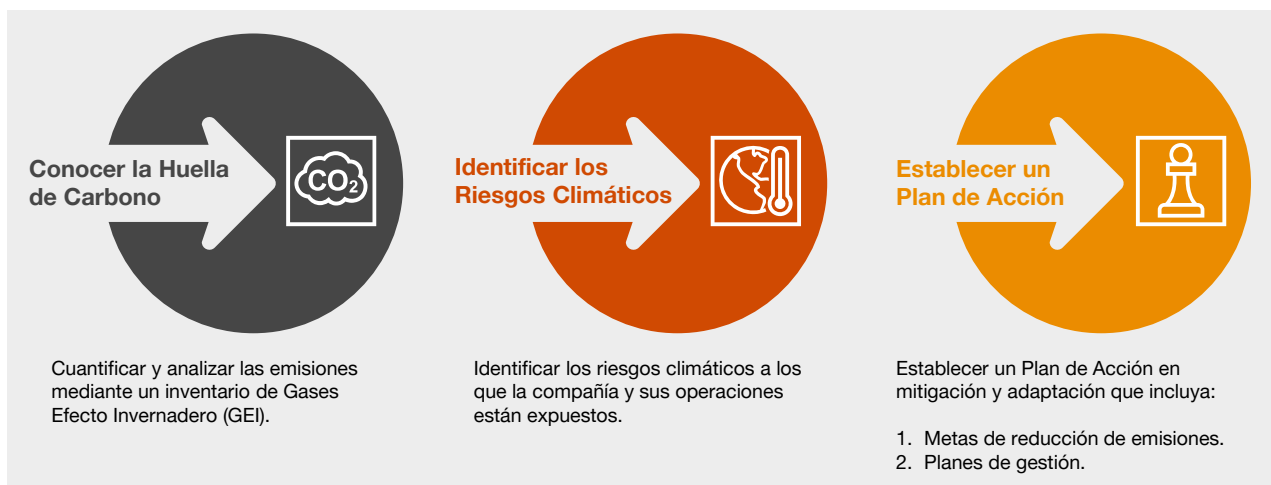 Conocer la Huella
de Carbono
CO₂
Cuantificar y analizar las emisiones
mediante un inventario de Gases
Efecto Invernadero (GEI).
Identificar los
Riesgos Climáticos
Identificar los riesgos climáticos a los
que la compañía y sus operaciones
están expuestos.
Establecer un
Plan de Acción
Establecer un Plan de Acción en
mitigación y adaptación que incluya:
1. Metas de reducción de emisiones.
2. Planes de gestión.